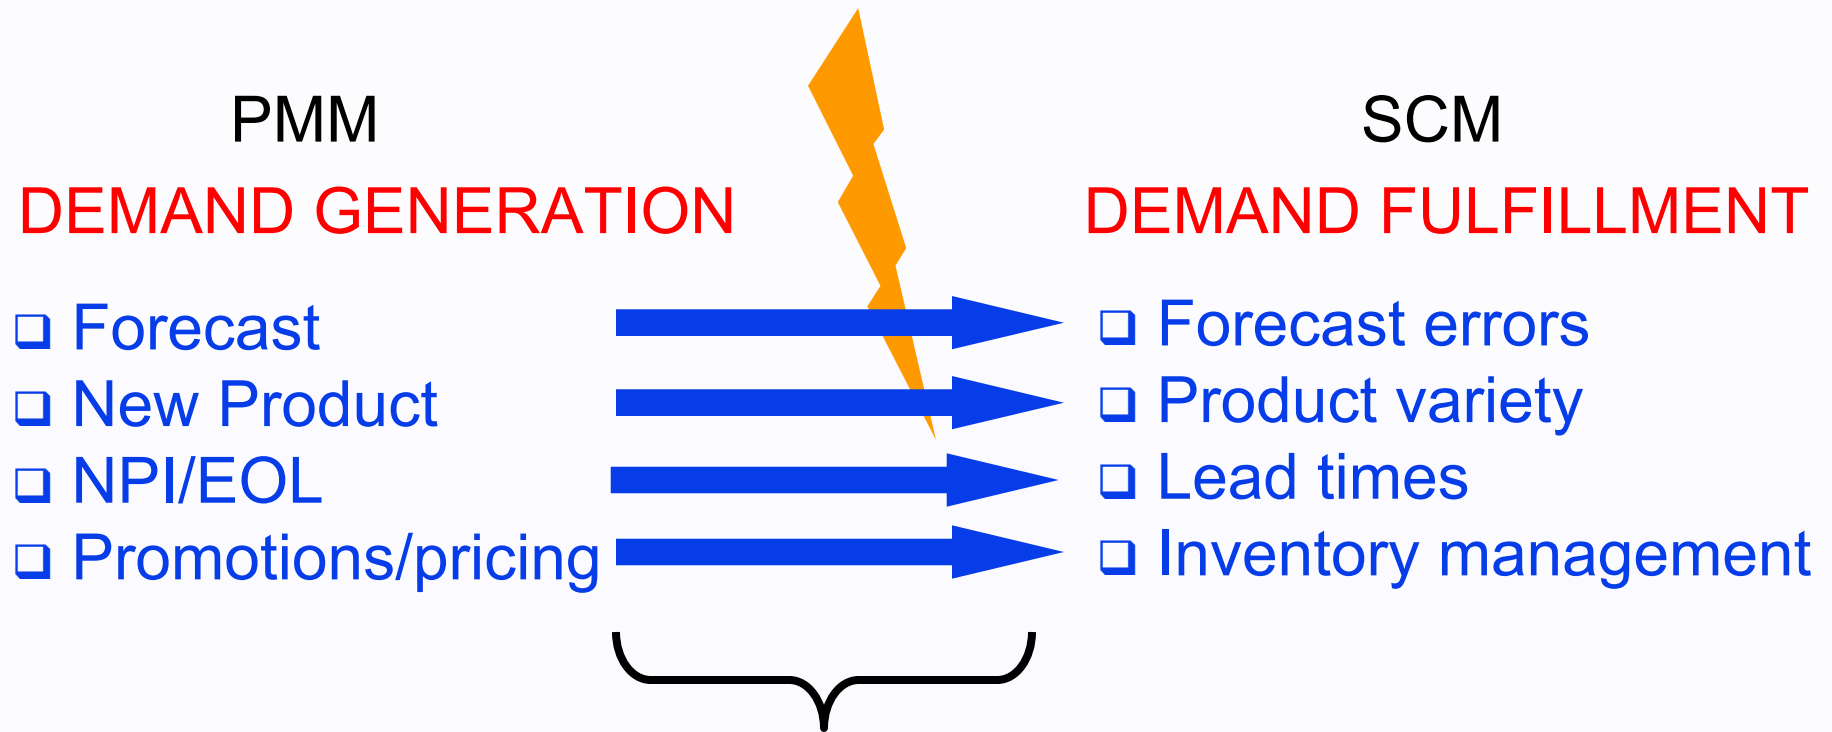 PMM
DEMAND GENERATION
❑ Forecast
❑ New Product
❑ NPI/EOL
❑ Promotions/pricing
SCM
DEMAND FULFILLMENT
❑ Forecast errors
❑ Product variety
❑ Lead times
❑ Inventory management